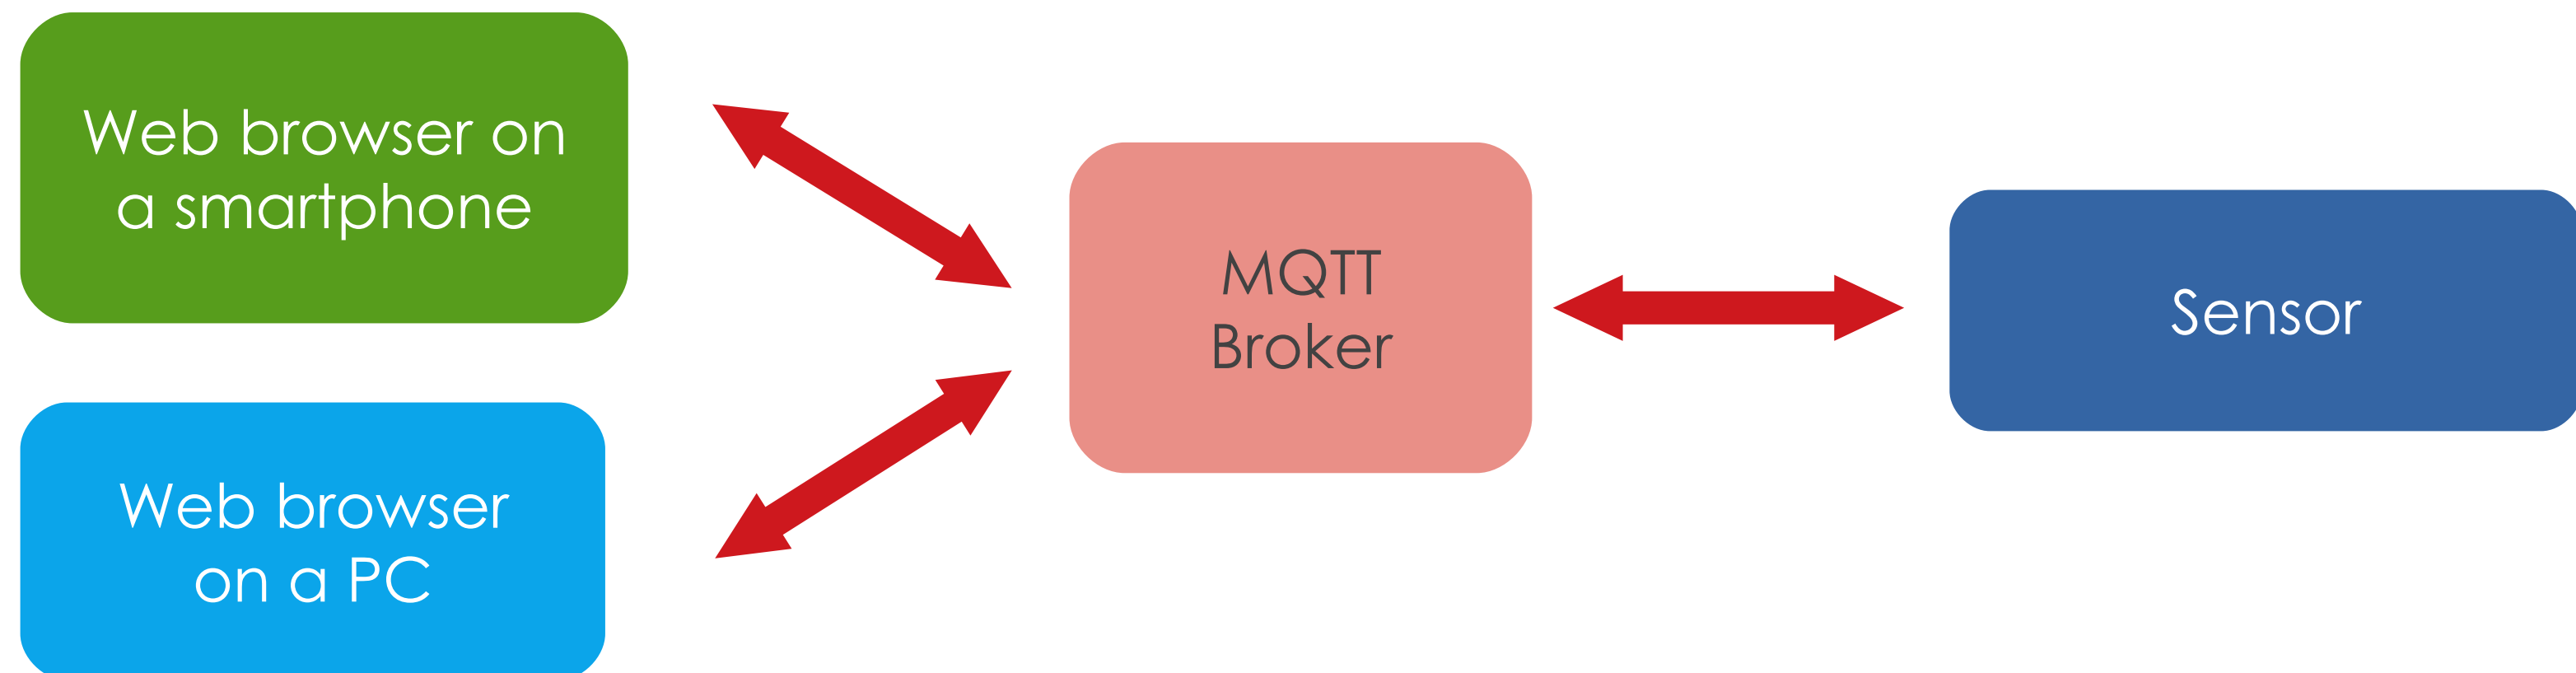 Web browser on
a smartphone
MQTT
Broker
Sensor
Web browser
on a PC